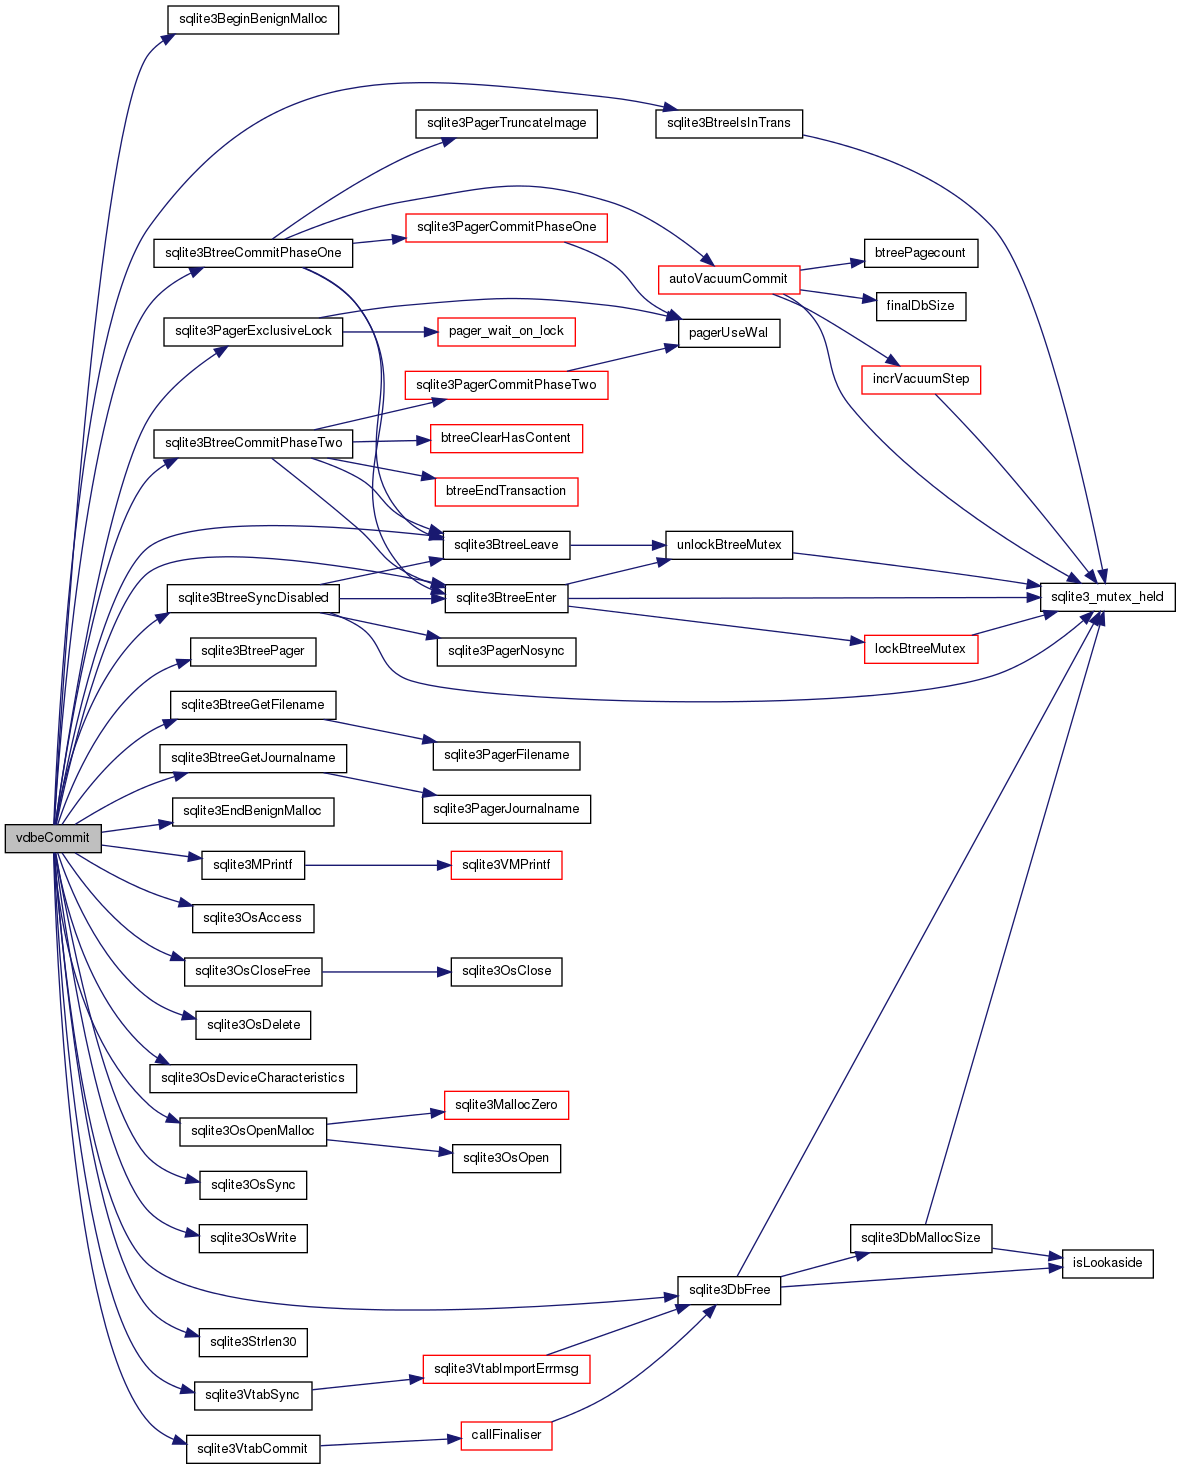 sqlite3BeginBenignMalloc
sqlite3PagerTruncateImage
sqlite3BtreeIsInTrans
sqlite3PagerCommitPhaseOne
sqlite3BtreeCommitPhaseOne
btreePagecount
autoVacuumCommit
finalDbSize
sqlite3PagerExclusiveLock
pager_wait_on_lock
pagerUseWal
sqlite3PagerCommitPhaseTwo
incrVacuumStep
sqlite3BtreeCommitPhaseTwo
btreeClearHasContent
btreeEndTransaction
sqlite3BtreeLeave
unlockBtreeMutex
sqlite3BtreeSyncDisabled
sqlite3BtreeEnter
sqlite3_mutex_held
sqlite3BtreePager
sqlite3PagerNosync
lockBtreeMutex
sqlite3BtreeGetFilename
sqlite3BtreeGetJournalname
sqlite3PagerFilename
sqlite3EndBenignMalloc
sqlite3PagerJournalname
vdbeCommit
sqlite3MPrintf
sqlite3VMPrintf
sqlite3OsAccess
sqlite3OsCloseFree
sqlite3OsClose
sqlite3OsDelete
sqlite3OsDeviceCharacteristics
sqlite3MallocZero
sqlite3OsOpenMalloc
sqlite3OsOpen
sqlite3OsSync
sqlite3OsWrite
sqlite3DbMallocSize
isLookaside
sqlite3DbFree
sqlite3Strlen30
sqlite3VtabImportErrmsg
sqlite3VtabSync
callFinaliser
sqlite3VtabCommit